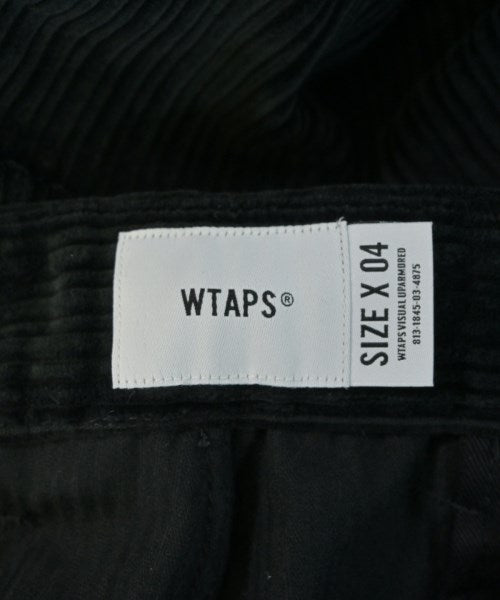 WTAPS®
SIZE X 04
WTAPS VISUAL UPARMORED
813-1845-03-4875